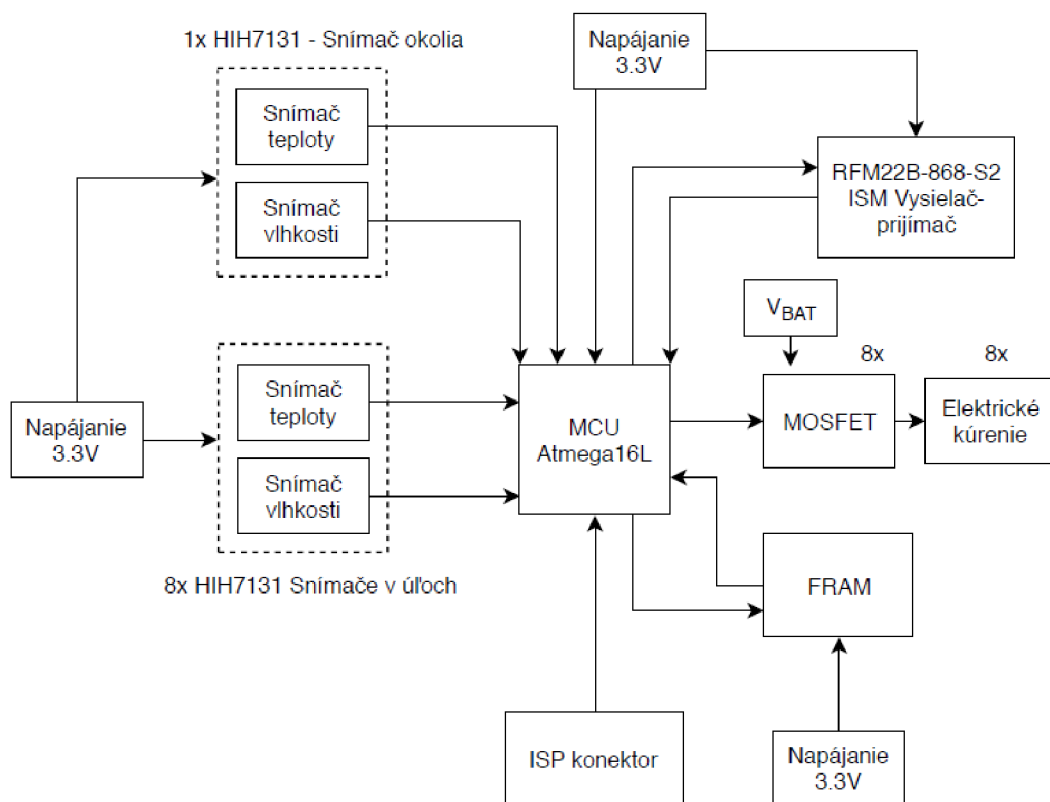 1x HIH7131 - Snímač okolia
Snímač
teploty
Snímač
vlhkosti
Napájanie
3.3V
RFM22B-868-S2
ISM Vysielač-
prijímač
V_BAT
8x
8x
MOSFET
Elektrické
kúrenie
Napájanie
3.3V
Snímač
teploty
Snímač
vlhkosti
MCU
Atmega16L
8x HIH7131 Snímače v úľoch
FRAM
ISP konektor
Napájanie
3.3V